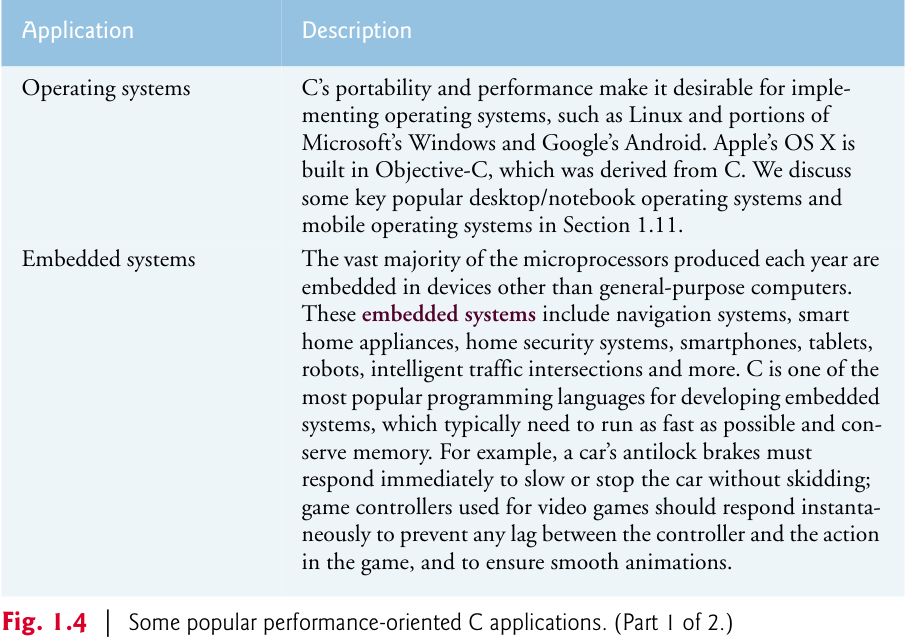 Application Description
Operating systems C’s portability and performance make it desirable for imple-
menting operating systems, such as Linux and portions of
Microsoft’s Windows and Google’s Android. Apple’s OS X is
built in Objective-C, which was derived from C. We discuss
some key popular desktop/notebook operating systems and
mobile operating systems in Section 1.11.
Embedded systems The vast majority of the microprocessors produced each year are
embedded in devices other than general-purpose computers.
These embedded systems include navigation systems, smart
home appliances, home security systems, smartphones, tablets,
robots, intelligent traffic intersections and more. C is one of the
most popular programming languages for developing embedded
systems, which typically need to run as fast as possible and con-
serve memory. For example, a car’s antilock brakes must
respond immediately to slow or stop the car without skidding;
game controllers used for video games should respond instanta-
neously to prevent any lag between the controller and the action
in the game, and to ensure smooth animations.
Fig. 1.4 | Some popular performance-oriented C applications. (Part 1 of 2.)